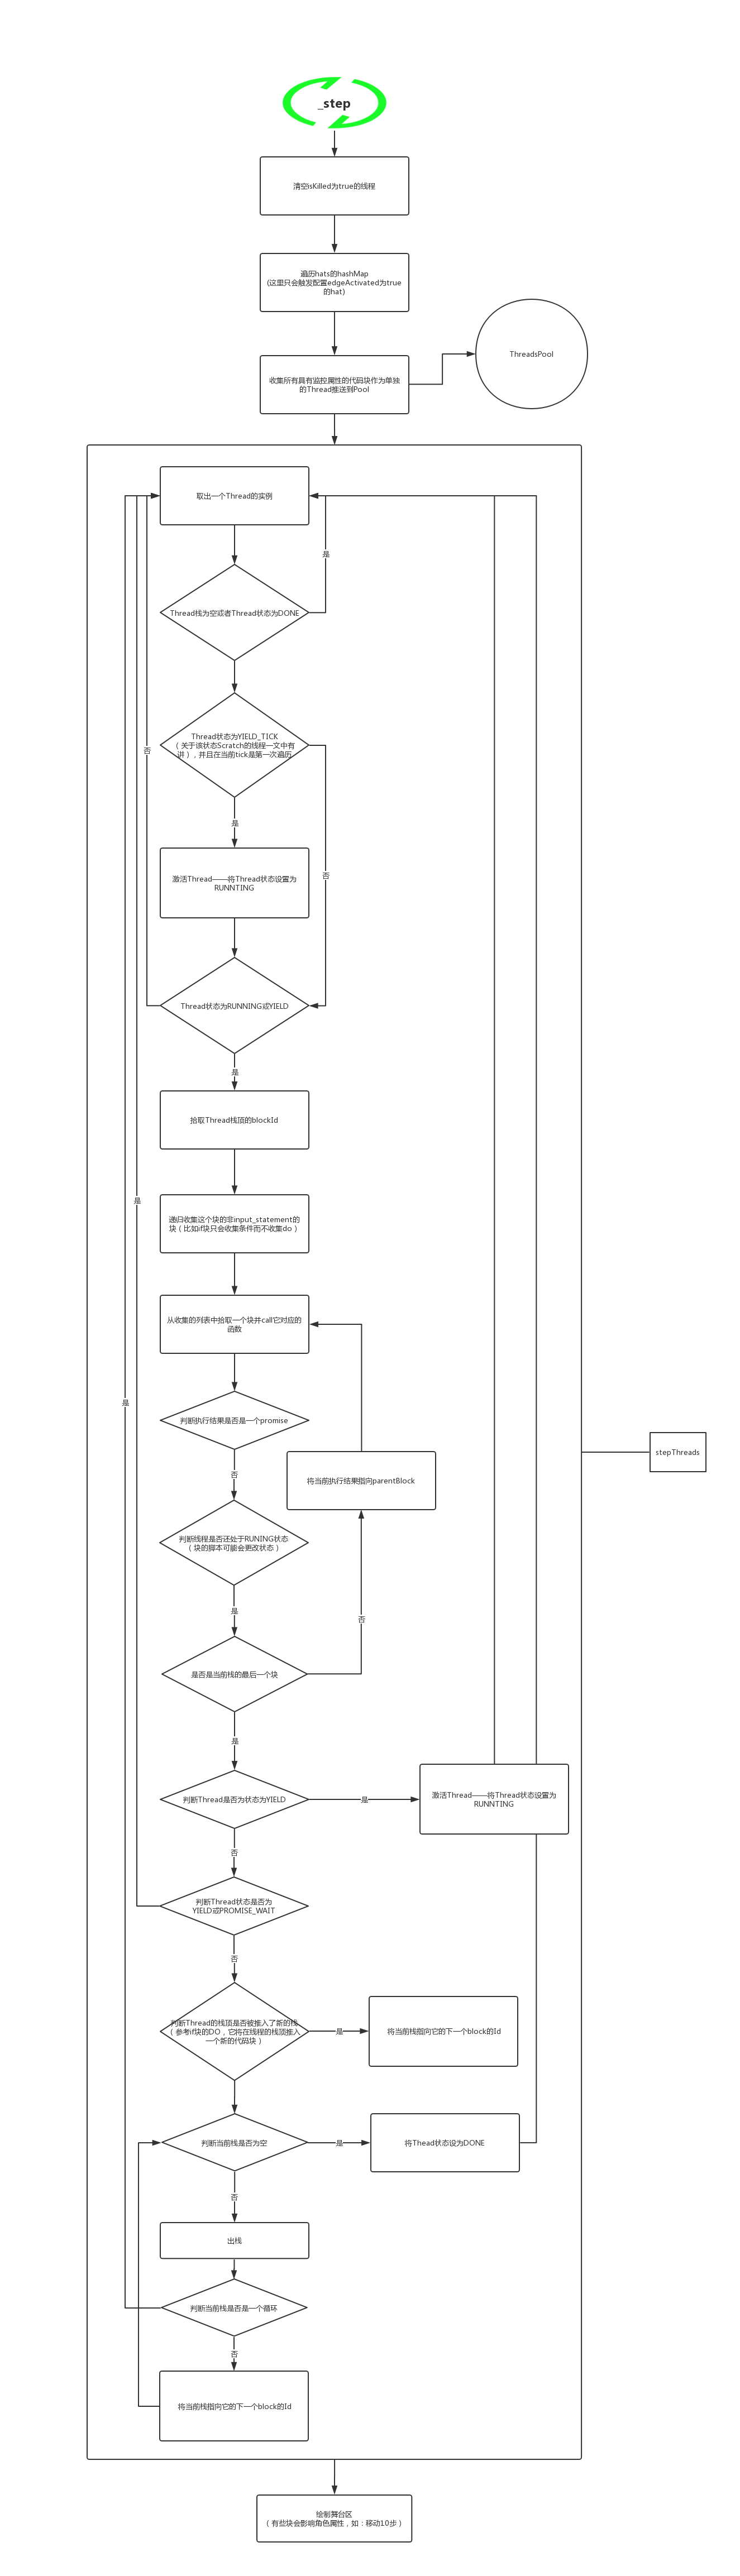 _step
清空isKilled为true的线程
遍历hats的hashMap
(这里只会触发配置edgeActivated为true
的hat)
收集所有具有监控属性的代码块作为单独
的Thread推送到Pool
ThreadsPool
取出一个Thread的实例
是
Thread栈为空或者Thread状态为DONE
Thread状态为YIELD_TICK
（关于该状态Scratch的线程一文中有
讲），并且在当前tick是第一次遍历
否
是
激活Thread——将Thread状态设置为
RUNNTING
否
Thread状态为RUNNING或YIELD
是
拾取Thread栈顶的blockId
是
递归收集这个块的非input_statement的
块（比如if块只会收集条件而不收集do）
从收集的列表中拾取一个块并call它对应的
函数
是
判断执行结果是否是一个promise
stepThreads
否
将当前执行结果指向parentBlock
判断线程是否还处于RUNING状态
（块的脚本可能会更改状态）
是
否
是否是当前栈的最后一个块
是
判断Thread是否为状态为YIELD
是
激活Thread——将Thread状态设置为
RUNNTING
否
判断Thread状态是否为
YIELD或PROMISE_WAIT
否
判断Thread的栈顶是否被推入了新的栈
（参考if块的DO，它将在线程的栈顶推入
一个新的代码块）
是
将当前栈指向它的下一个block的Id
判断当前栈是否为空
是
将Thead状态设为DONE
否
出栈
判断当前栈是否是一个循环
否
将当前栈指向它的下一个block的Id
绘制舞台区
（有些块会影响角色属性，如：移动10步）